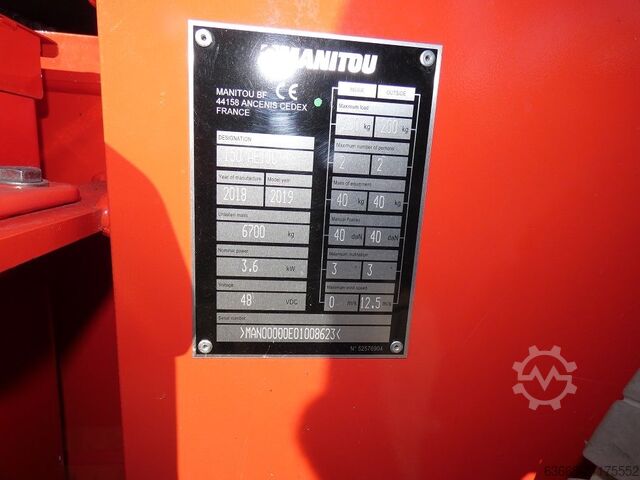 MANITOU
MANITOU BF CE
44158 ANCENIS CEDEX
FRANCE
DESIGNATION
Year of manufacture Model year
2018 2019
Unladen mass
6700 kg
Nominal power
3.6 kW
Voltage
48 VDC
Serial number
>MAN00000E01008623<
INSIDE OUTSIDE
Maximum load
kg 200 kg
Maximum number of persons
2 2
Mass of equipment
40 kg 40 kg
Manual forces
40 daN 40 daN
Maximum inclination
3 3
Maximum wind speed
0 m/s 12.5 m/s
N° 52576904